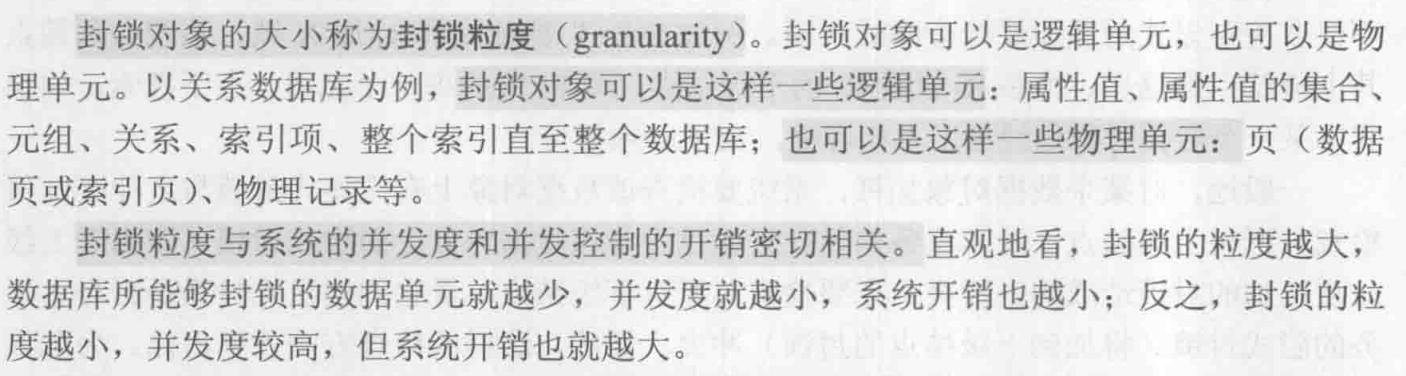 封锁对象的大小称为封锁粒度（granularity）。封锁对象可以是逻辑单元，也可以是物
理单元。以关系数据库为例，封锁对象可以是这样一些逻辑单元：属性值、属性值的集合、
元组、关系、索引项、整个索引直至整个数据库；也可以是这样一些物理单元：页（数据
页或索引页）、物理记录等。
封锁粒度与系统的并发度和并发控制的开销密切相关。直观地看，封锁的粒度越大，
数据库所能够封锁的数据单元就越少，并发度就越小，系统开销也越小；反之，封锁的粒
度越小，并发度较高，但系统开销也就越大。